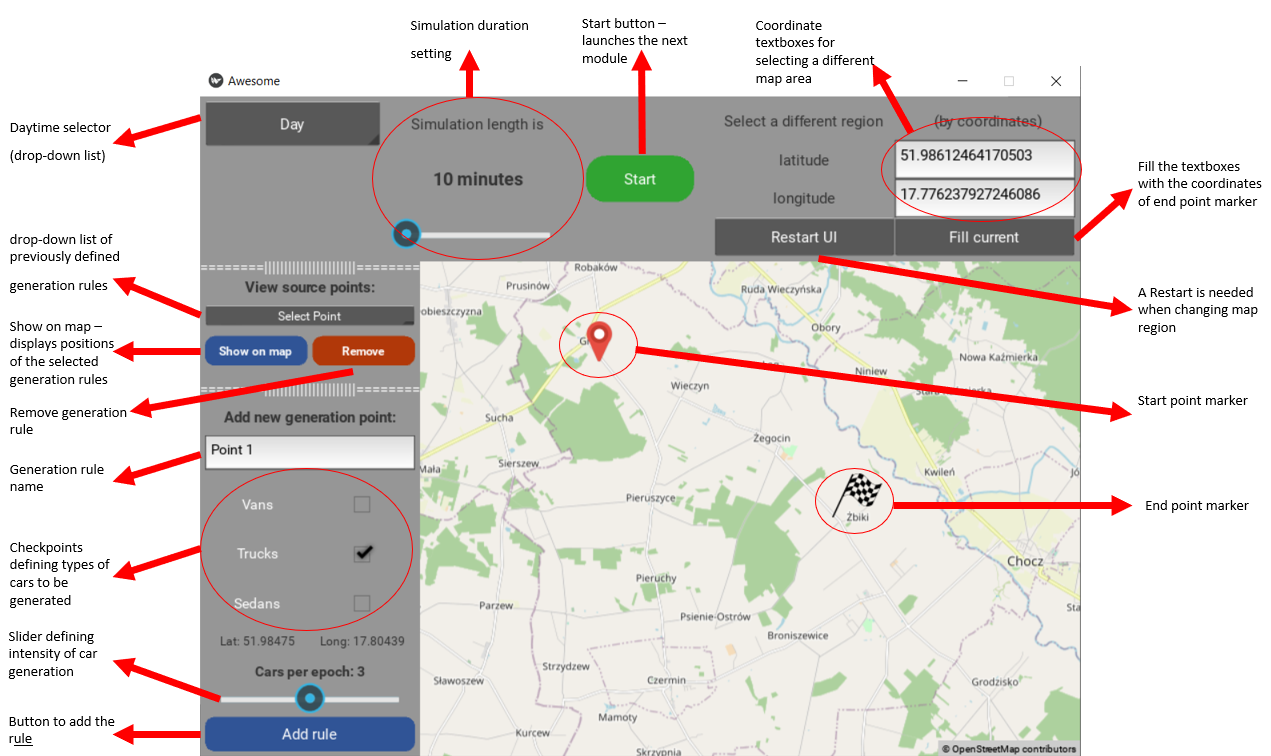 Simulation duration
setting
Start button –
launches the next
module
Coordinate
textboxes for
selecting a different
map area
Awesome
Daytime selector
(drop-down list)
Day
Simulation length is
10 minutes
Start
Select a different region
(by coordinates)
latitude
51.98612464170503
longitude
17.776237927246086
Restart UI
Fill current
Fill the textboxes
with the coordinates
of end point marker
drop-down list of
previously defined
generation rules
View source points:
Select Point
Show on map
Remove
Show on map –
displays positions
of the selected
generation rules
Remove generation
rule
Add new generation point:
Point 1
Generation rule
name
Vans
Trucks
Sedans
Checkpoints
defining types of
cars to be
generated
Lat: 51.98475
Long: 17.80439
Slider defining
intensity of car
generation
Cars per epoch: 3
Button to add the
rule
Add rule
A Restart is needed
when changing map
region
Start point marker
End point marker
Robaków
Prusinów
Ruda Wieczyńska
obieszczyzna
Obory
Nowa Kaźmierka
Niniew
Wieczyn
Sucha
Żegocin
Mała
Sierszew
Kwileń
Pieruszyce
Żbiki
Chocz
Pieruchy
Parzew
Psienie-Ostrów
Sta
Broniszewice
Strzydzew
Sławoszew
Czermin
Grodzisko
Mamoty
Kurcew
Skrzypnia
© OpenStreetMap contributors